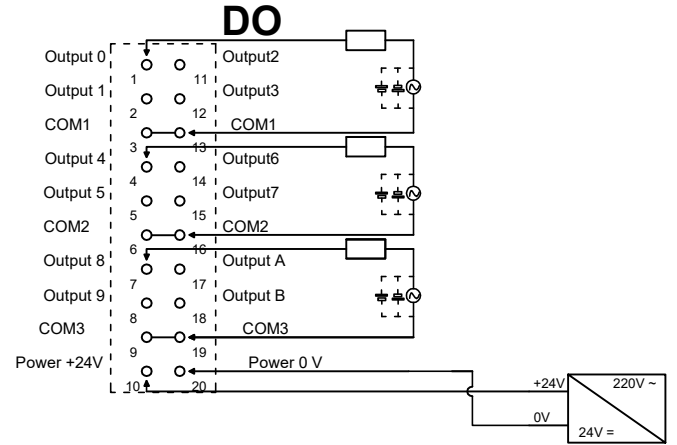 DO
Output 0
Output2
1
11
Output 1
Output3
2
12
COM1
COM1
3
13
Output 4
Output6
4
14
Output 5
Output7
5
15
COM2
COM2
6
16
Output 8
Output A
7
17
Output 9
Output B
8
18
COM3
COM3
9
19
Power +24V
Power 0 V
10
20
+24V
220V ~
0V
24V =